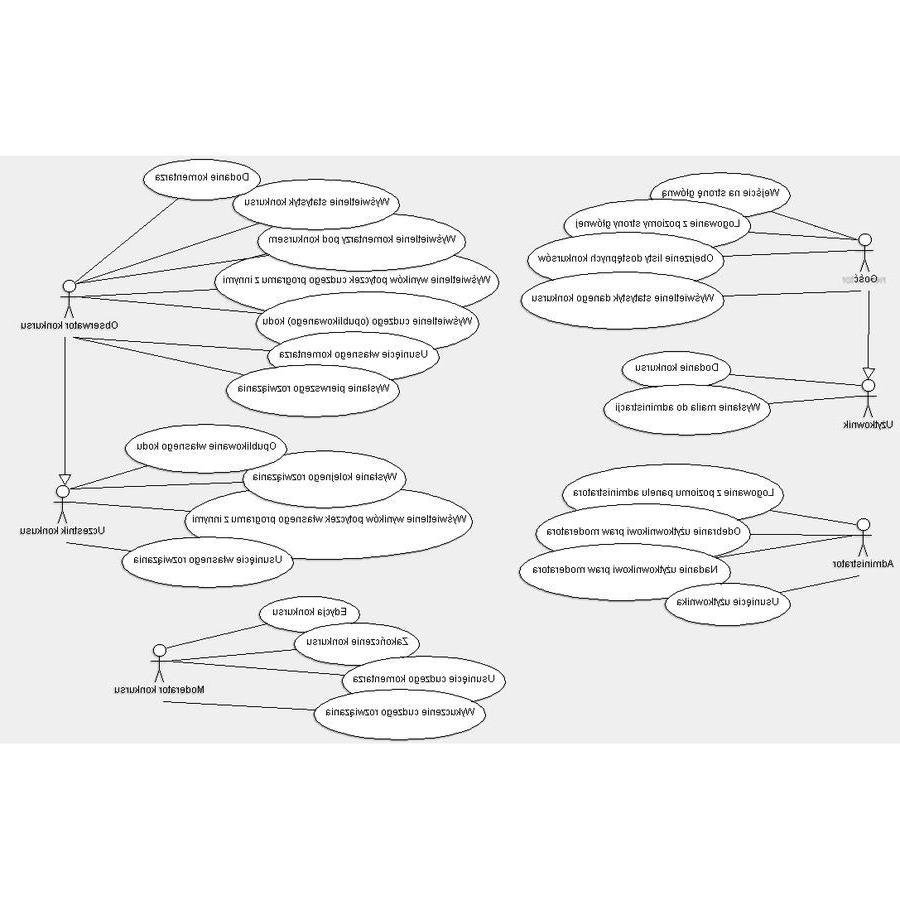 Wejście na stronę główną
Logowanie z poziomy strony głównej
Obejrzenie listy dostępnych konkursów
Wyświetlenie statystyk danego konkursu
Gość
Dodanie konkursu
Wysłanie maila do administracji
Użytkownik
Logowanie z poziomu panelu administratora
Odebranie użytkownikowi praw moderatora
Nadanie użytkownikowi praw moderatora
Usunięcie użytkownika
Administrator
Dodanie komentarza
Wyświetlenie statystyk konkursu
Wyświetlenie komentarzy pod konkursem
Wyświetlenie wyników potyczek cudzego programu z innymi
Wyświetlenie cudzego (opublikowanego) kodu
Usunięcie własnego komentarza
Wysłanie pierwszego rozwiązania
Obserwator konkursu
Opublikowanie własnego kodu
Wysłanie kolejnego rozwiązania
Wyświetlenie wyników potyczek własnego programu z innymi
Usunięcie własnego rozwiązania
Uczestnik konkusu
Edycja konkursu
Zakończenie konkursu
Usunięcie cudzego komentarza
Wykuczenie cudzego rozwiązania
Moderator konkursu